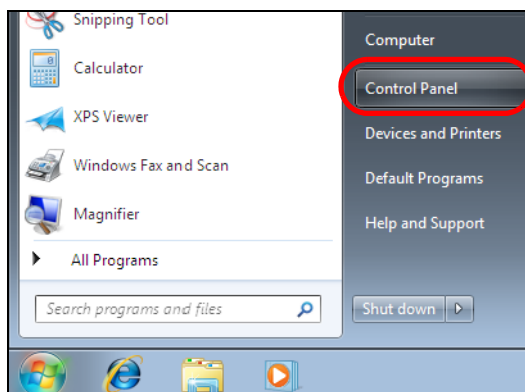 Snipping Tool
Calculator
XPS Viewer
Windows Fax and Scan
Magnifier
All Programs
Search programs and files
Computer
Control Panel
Devices and Printers
Default Programs
Help and Support
Shut down